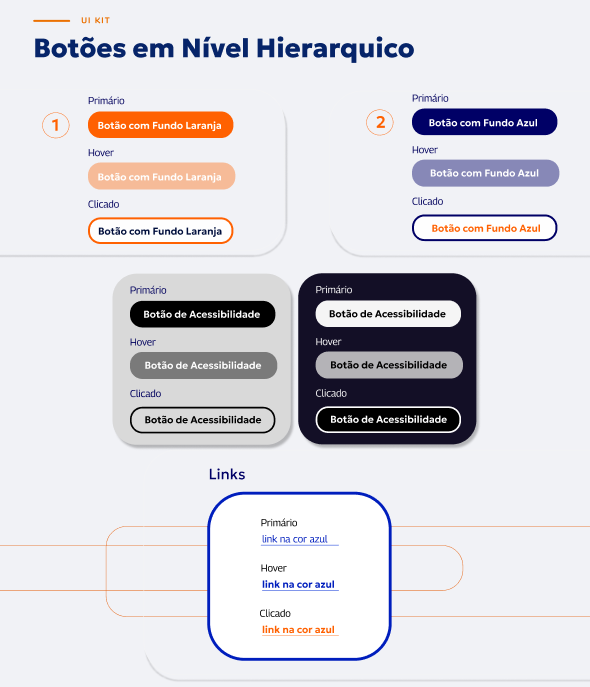 UI KIT
Botões em Nível Hierarquico
1
Primário
Botão com Fundo Laranja
Hover
Botão com Fundo Laranja
Clicado
Botão com Fundo Laranja
2
Primário
Botão com Fundo Azul
Hover
Botão com Fundo Azul
Clicado
Botão com Fundo Azul
Primário
Botão de Acessibilidade
Hover
Botão de Acessibilidade
Clicado
Botão de Acessibilidade
Primário
Botão de Acessibilidade
Hover
Botão de Acessibilidade
Clicado
Botão de Acessibilidade
Links
Primário
link na cor azul
Hover
link na cor azul
Clicado
link na cor azul